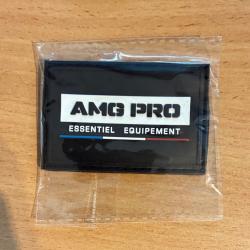 AMG PRO
ESSENTIEL EQUIPEMENT